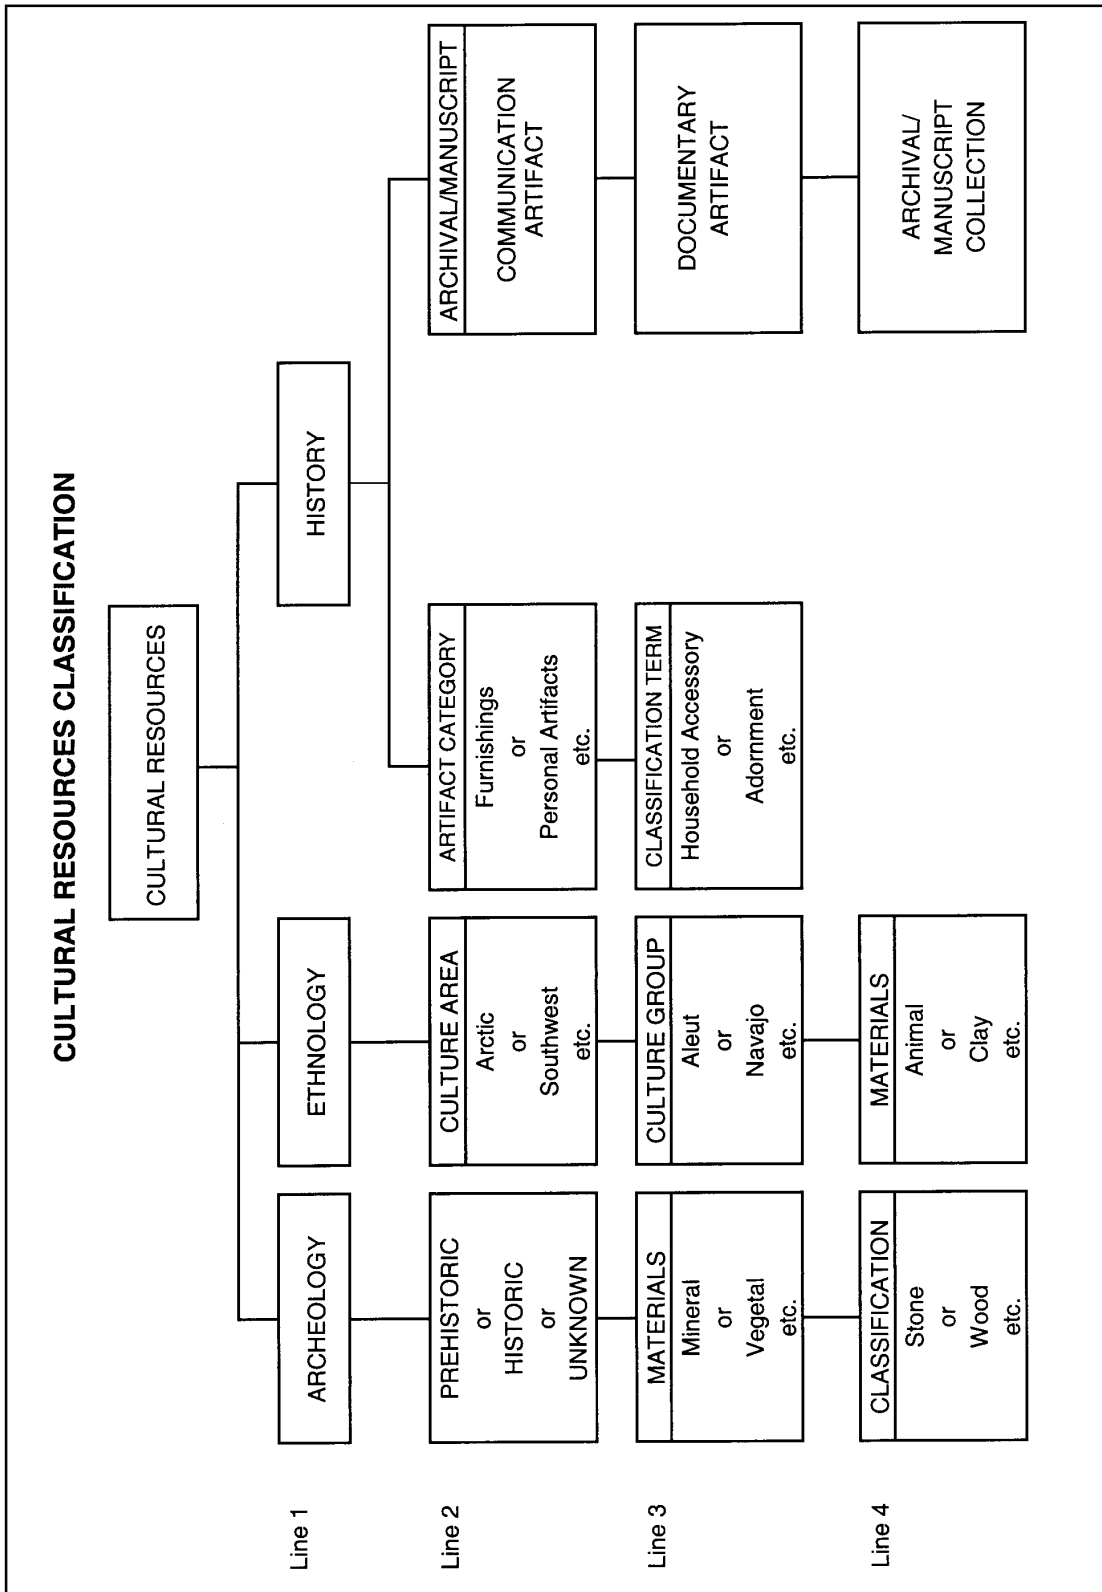 CULTURAL RESOURCES CLASSIFICATION
CULTURAL RESOURCES
Line 1
ARCHEOLOGY
ETHNOLOGY
HISTORY
Line 2
PREHISTORIC
or
HISTORIC
or
UNKNOWN
CULTURE AREA
Arctic
or
Southwest
etc.
ARTIFACT CATEGORY
Furnishings
or
Personal Artifacts
etc.
ARCHIVAL/MANUSCRIPT
COMMUNICATION
ARTIFACT
Line 3
MATERIALS
Mineral
or
Vegetal
etc.
CULTURE GROUP
Aleut
or
Navajo
etc.
CLASSIFICATION TERM
Household Accessory
or
Adornment
etc.
DOCUMENTARY
ARTIFACT
Line 4
CLASSIFICATION
Stone
or
Wood
etc.
MATERIALS
Animal
or
Clay
etc.
ARCHIVAL/
MANUSCRIPT
COLLECTION